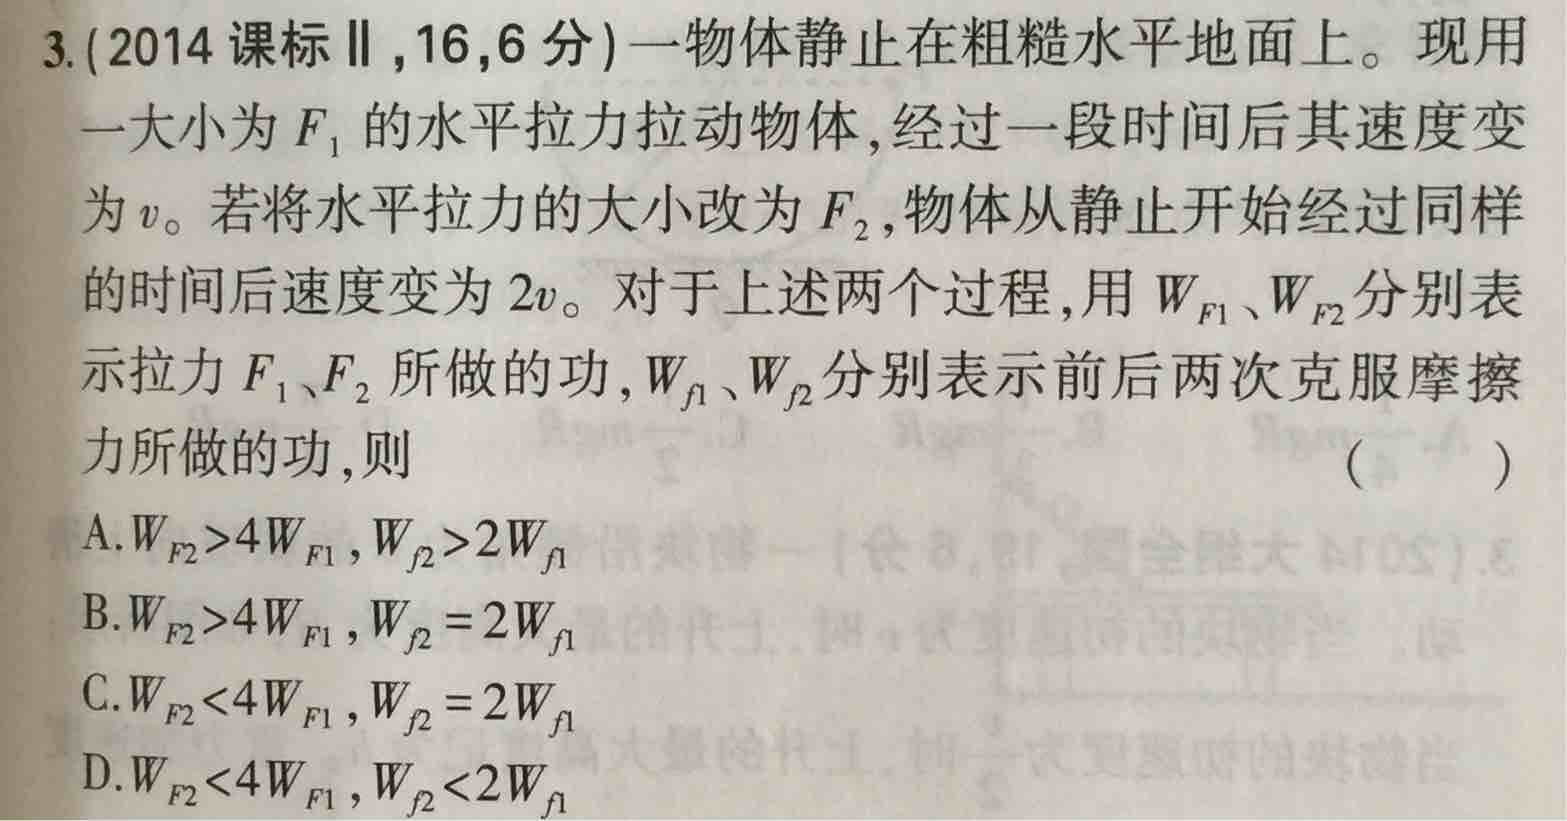 3.(2014 课标Ⅱ,16,6 分)一物体静止在粗糙水平地面上。现用
一大小为 F₁ 的水平拉力拉动物体,经过一段时间后其速度变
为 v。若将水平拉力的大小改为 F₂,物体从静止开始经过同样
的时间后速度变为 2v。对于上述两个过程,用 W_{F1}、W_{F2}分别表
示拉力 F₁、F₂ 所做的功,W_{f1}、W_{f2}分别表示前后两次克服摩擦
力所做的功,则 ( )
A.W_{F2}>4W_{F1},W_{f2}>2W_{f1}
B.W_{F2}>4W_{F1},W_{f2}=2W_{f1}
C.W_{F2}<4W_{F1},W_{f2}=2W_{f1}
D.W_{F2}<4W_{F1},W_{f2}<2W_{f1}